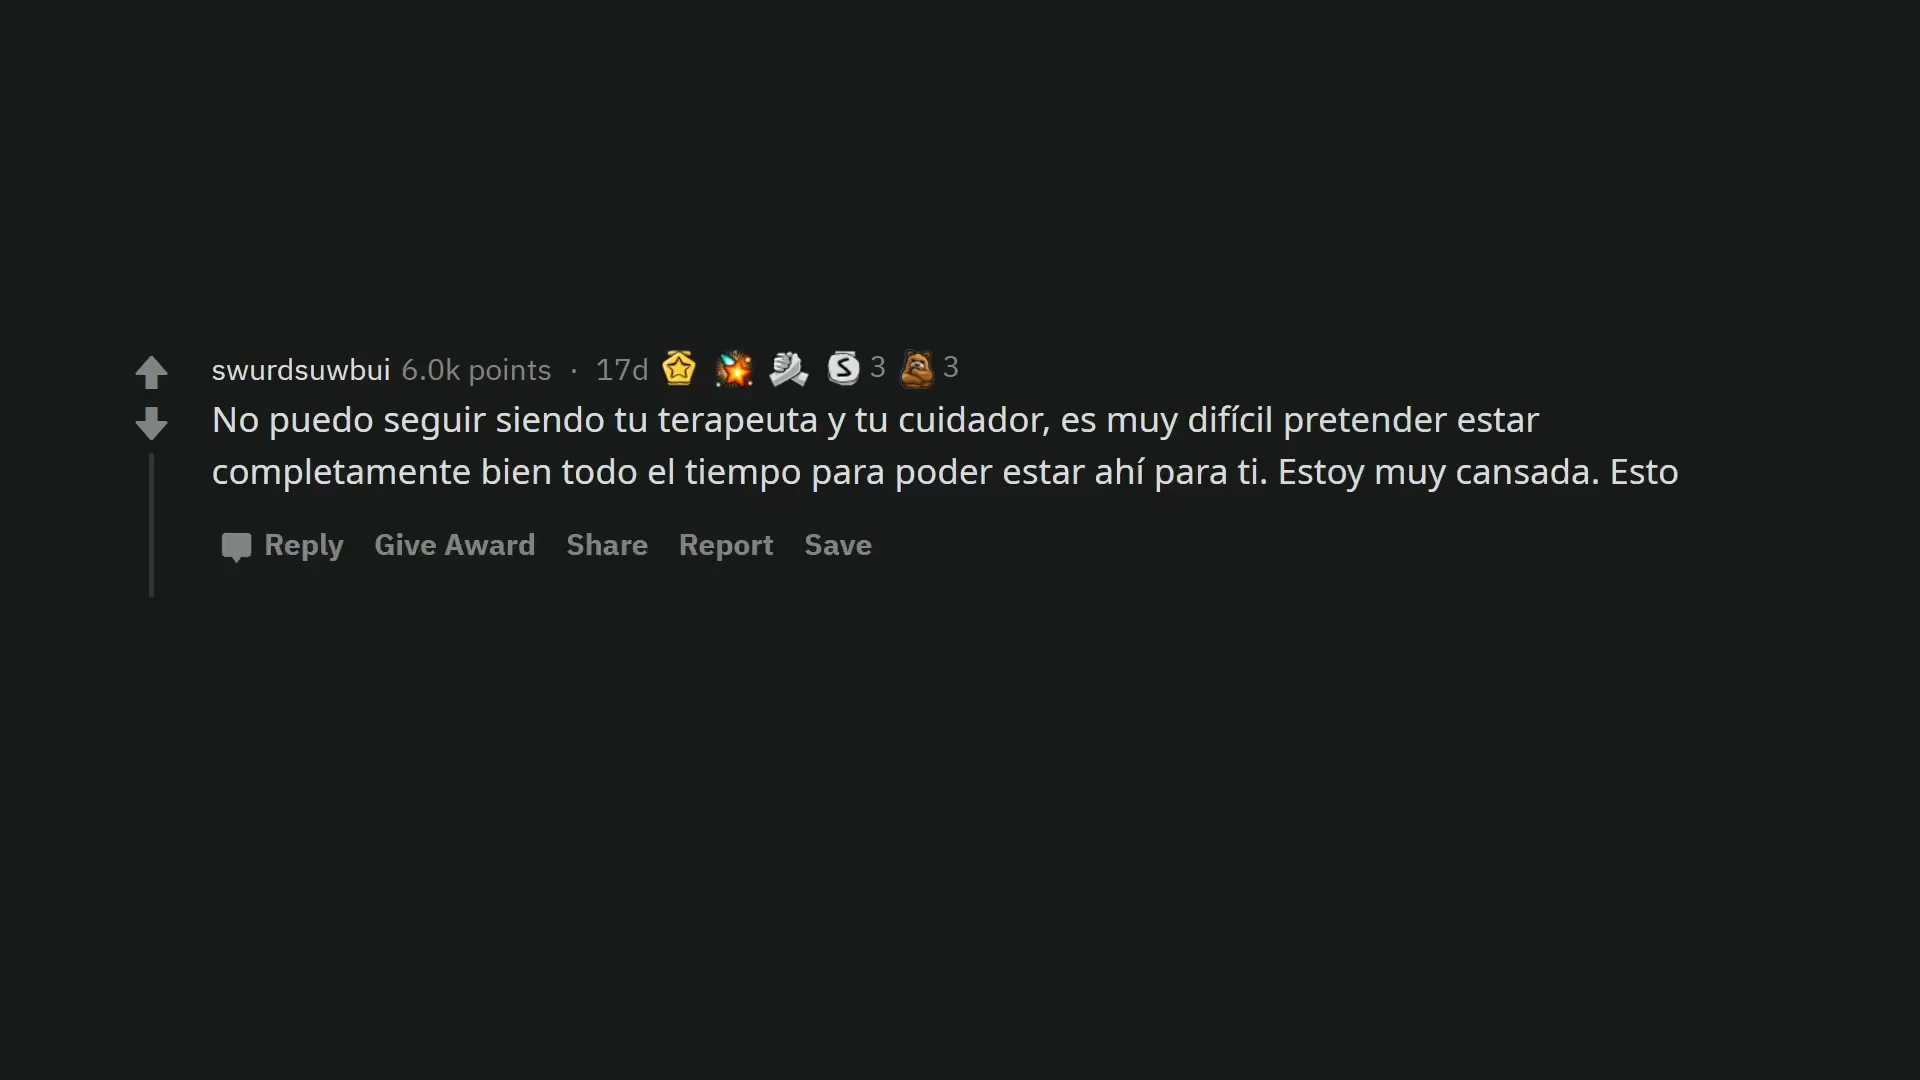 swurdsuwbui 6.0k points · 17d 3 3
No puedo seguir siendo tu terapeuta y tu cuidador, es muy difícil pretender estar
completamente bien todo el tiempo para poder estar ahí para ti. Estoy muy cansada. Esto
Reply Give Award Share Report Save